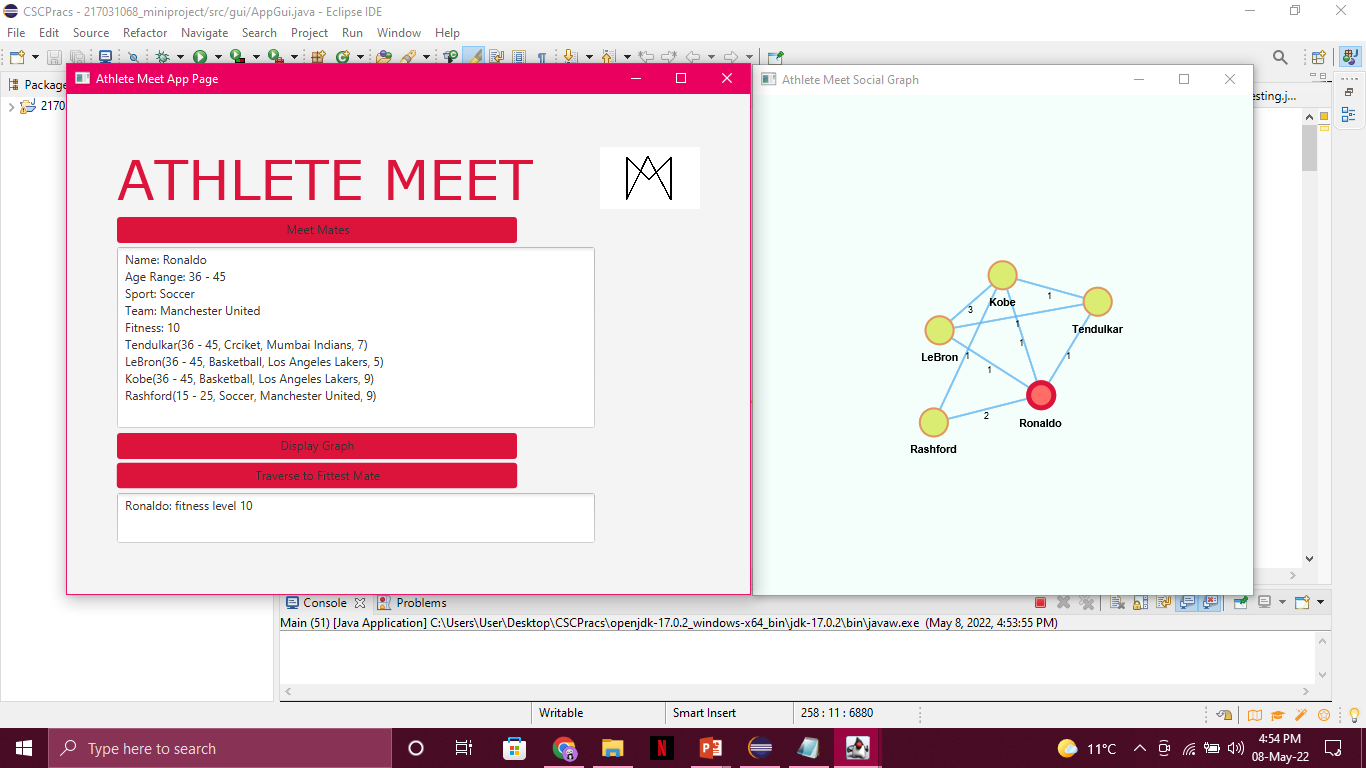 CSCPracs - 217031068_miniproject/src/gui/AppGui.java - Eclipse IDE
File Edit Source Refactor Navigate Search Project Run Window Help
Package
2170
esting.j...
Athlete Meet App Page
ATHLETE MEET
Meet Mates
Name: Ronaldo
Age Range: 36 - 45
Sport: Soccer
Team: Manchester United
Fitness: 10
Tendulkar(36 - 45, Crciket, Mumbai Indians, 7)
LeBron(36 - 45, Basketball, Los Angeles Lakers, 5)
Kobe(36 - 45, Basketball, Los Angeles Lakers, 9)
Rashford(15 - 25, Soccer, Manchester United, 9)
Display Graph
Traverse to Fittest Mate
Ronaldo: fitness level 10
Athlete Meet Social Graph
Kobe
1
3
Tendulkar
1
1
LeBron
1
1
1
2
Ronaldo
Rashford
Console Problems
Main (51) [Java Application] C:\Users\User\Desktop\CSCPracs\openjdk-17.0.2_windows-x64_bin\jdk-17.0.2\bin\javaw.exe (May 8, 2022, 4:53:55 PM)
Writable
Smart Insert
258 : 11 : 6880
Type here to search
11°C
4:54 PM
08-May-22